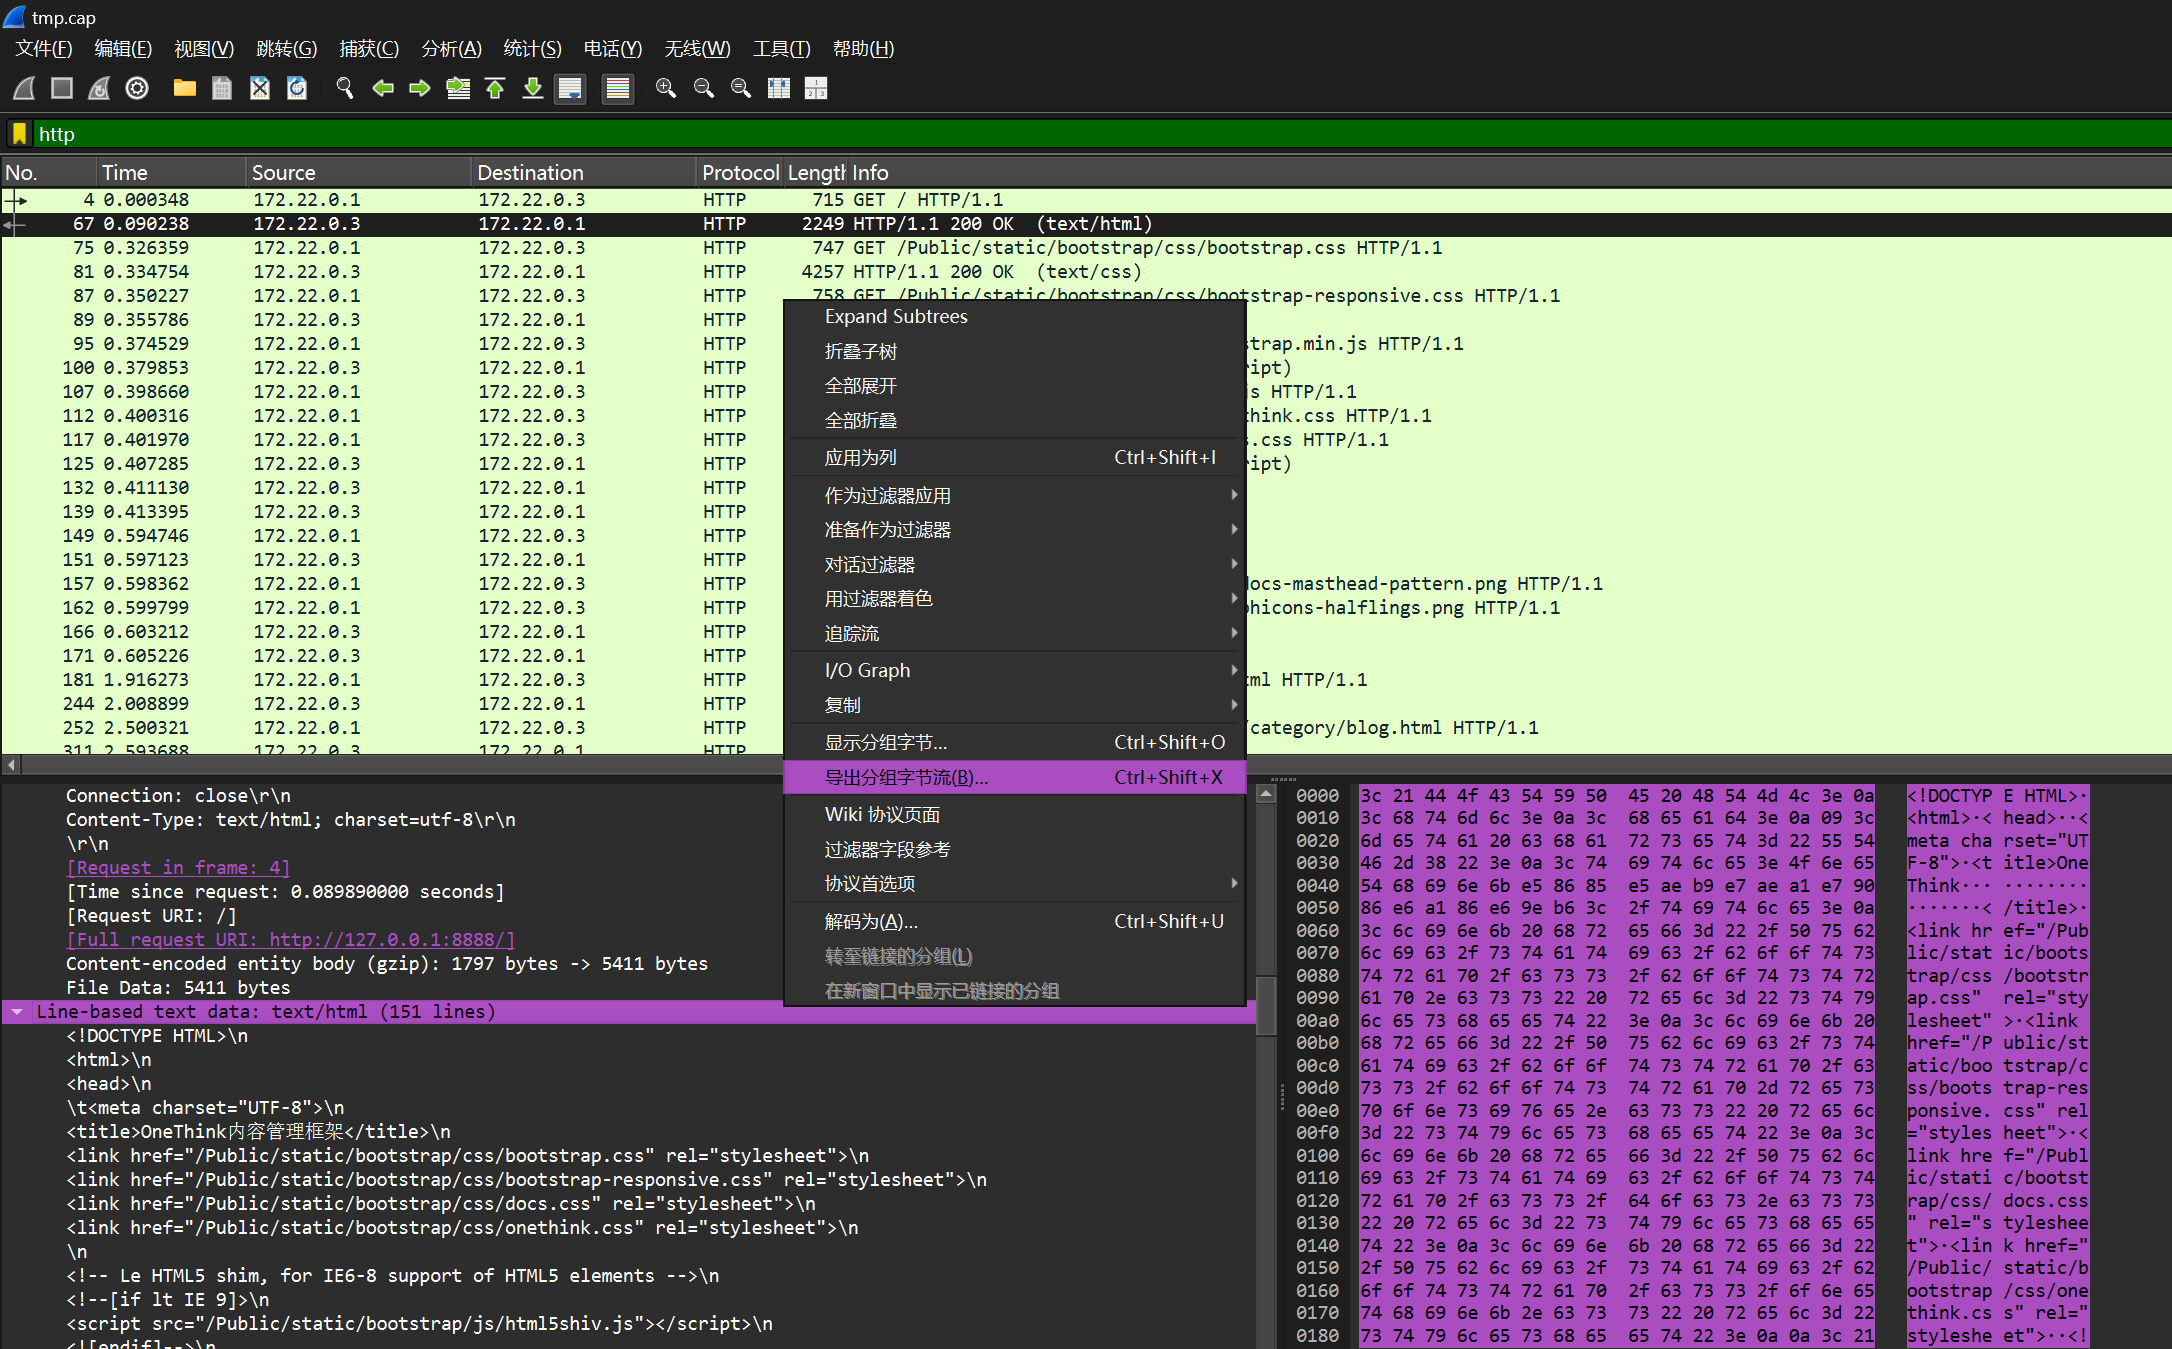 tmp.cap
文件(F) 编辑(E) 视图(V) 跳转(G) 捕获(C) 分析(A) 统计(S) 电话(Y) 无线(W) 工具(T) 帮助(H)
http
No. Time Source Destination Protocol Length Info
4 0.000348 172.22.0.1 172.22.0.3 HTTP 715 GET / HTTP/1.1
67 0.090238 172.22.0.3 172.22.0.1 HTTP 2249 HTTP/1.1 200 OK (text/html)
75 0.326359 172.22.0.1 172.22.0.3 HTTP 747 GET /Public/static/bootstrap/css/bootstrap.css HTTP/1.1
81 0.334754 172.22.0.3 172.22.0.1 HTTP 4257 HTTP/1.1 200 OK (text/css)
87 0.350227 172.22.0.1 172.22.0.3 HTTP 758 GET /Public/static/bootstrap/css/bootstrap-responsive.css HTTP/1.1
89 0.355786 172.22.0.3 172.22.0.1 HTTP
95 0.374529 172.22.0.1 172.22.0.3 HTTP strap.min.js HTTP/1.1
100 0.379853 172.22.0.3 172.22.0.1 HTTP ript)
107 0.398660 172.22.0.1 172.22.0.3 HTTP js HTTP/1.1
112 0.400316 172.22.0.1 172.22.0.3 HTTP think.css HTTP/1.1
117 0.401970 172.22.0.1 172.22.0.3 HTTP s.css HTTP/1.1
125 0.407285 172.22.0.3 172.22.0.1 HTTP ript)
132 0.411130 172.22.0.3 172.22.0.1 HTTP
139 0.413395 172.22.0.3 172.22.0.1 HTTP
149 0.594746 172.22.0.1 172.22.0.3 HTTP
151 0.597123 172.22.0.3 172.22.0.1 HTTP
157 0.598362 172.22.0.1 172.22.0.3 HTTP docs-masthead-pattern.png HTTP/1.1
162 0.599799 172.22.0.1 172.22.0.3 HTTP phicons-halflings.png HTTP/1.1
166 0.603212 172.22.0.3 172.22.0.1 HTTP
171 0.605226 172.22.0.3 172.22.0.1 HTTP
181 1.916273 172.22.0.1 172.22.0.3 HTTP ml HTTP/1.1
244 2.008899 172.22.0.3 172.22.0.1 HTTP
252 2.500321 172.22.0.1 172.22.0.3 HTTP /category/blog.html HTTP/1.1
311 2.593688 172.22.0.3 172.22.0.1 HTTP
Expand Subtrees
折叠子树
全部展开
全部折叠
应用为列 Ctrl+Shift+I
作为过滤器应用
准备作为过滤器
对话过滤器
用过滤器着色
追踪流
I/O Graph
复制
显示分组字节... Ctrl+Shift+O
导出分组字节流(B)... Ctrl+Shift+X
Wiki 协议页面
过滤器字段参考
协议首选项
解码为(A)... Ctrl+Shift+U
转至链接的分组(L)
在新窗口中显示已链接的分组
Connection: close\r\n
Content-Type: text/html; charset=utf-8\r\n
\r\n
[Request in frame: 4]
[Time since request: 0.089890000 seconds]
[Request URI: /]
[Full request URI: http://127.0.0.1:8888/]
Content-encoded entity body (gzip): 1797 bytes -> 5411 bytes
File Data: 5411 bytes
Line-based text data: text/html (151 lines)
<!DOCTYPE HTML>\n
<html>\n
<head>\n
\t<meta charset="UTF-8">\n
<title>OneThink内容管理框架</title>\n
<link href="/Public/static/bootstrap/css/bootstrap.css" rel="stylesheet">\n
<link href="/Public/static/bootstrap/css/bootstrap-responsive.css" rel="stylesheet">\n
<link href="/Public/static/bootstrap/css/docs.css" rel="stylesheet">\n
<link href="/Public/static/bootstrap/css/onethink.css" rel="stylesheet">\n
\n
<!-- Le HTML5 shim, for IE6-8 support of HTML5 elements -->\n
<!--[if lt IE 9]>\n
<script src="/Public/static/bootstrap/js/html5shiv.js"></script>\n
<![endif]-->\n
0000 3c 21 44 4f 43 54 59 50 45 20 48 54 4d 4c 3e 0a <!DOCTYP E HTML>·
0010 3c 68 74 6d 6c 3e 0a 3c 68 65 61 64 3e 0a 09 3c <html>·< head>··<
0020 6d 65 74 61 20 63 68 61 72 73 65 74 3d 22 55 54 meta cha rset="UT
0030 46 2d 38 22 3e 0a 3c 74 69 74 6c 65 3e 4f 6e 65 F-8">·<t itle>One
0040 54 68 69 6e 6b e5 86 85 e5 ae b9 e7 ae a1 e7 90 Think··· ········
0050 86 e6 a1 86 e6 9e b6 3c 2f 74 69 74 6c 65 3e 0a ·······< /title>·
0060 3c 6c 69 6e 6b 20 68 72 65 66 3d 22 2f 50 75 62 <link hr ef="/Pub
0070 6c 69 63 2f 73 74 61 74 69 63 2f 62 6f 6f 74 73 lic/stat ic/boots
0080 74 72 61 70 2f 63 73 73 2f 62 6f 6f 74 73 74 72 trap/css /bootstr
0090 61 70 2e 63 73 73 22 20 72 65 6c 3d 22 73 74 79 ap.css" rel="sty
00a0 6c 65 73 68 65 65 74 22 3e 0a 3c 6c 69 6e 6b 20 lesheet" >·<link
00b0 68 72 65 66 3d 22 2f 50 75 62 6c 69 63 2f 73 74 href="/P ublic/st
00c0 61 74 69 63 2f 62 6f 6f 74 73 74 72 61 70 2f 63 atic/boo tstrap/c
00d0 73 73 2f 62 6f 6f 74 73 74 72 61 70 2d 72 65 73 ss/boots trap-res
00e0 70 6f 6e 73 69 76 65 2e 63 73 73 22 20 72 65 6c ponsive. css" rel
00f0 3d 22 73 74 79 6c 65 73 68 65 65 74 22 3e 0a 3c ="styles heet">·<
0100 6c 69 6e 6b 20 68 72 65 66 3d 22 2f 50 75 62 6c link hre f="/Publ
0110 69 63 2f 73 74 61 74 69 63 2f 62 6f 6f 74 73 74 ic/stati c/bootst
0120 72 61 70 2f 63 73 73 2f 64 6f 63 73 2e 63 73 73 rap/css/ docs.css
0130 22 20 72 65 6c 3d 22 73 74 79 6c 65 73 68 65 65 " rel="s tyleshee
0140 74 22 3e 0a 3c 6c 69 6e 6b 20 68 72 65 66 3d 22 t">·<lin k href="
0150 2f 50 75 62 6c 69 63 2f 73 74 61 74 69 63 2f 62 /Public/ static/b
0160 6f 6f 74 73 74 72 61 70 2f 63 73 73 2f 6f 6e 65 ootstrap /css/one
0170 74 68 69 6e 6b 2e 63 73 73 22 20 72 65 6c 3d 22 think.cs s" rel="
0180 73 74 79 6c 65 73 68 65 65 74 22 3e 0a 0a 3c 21 styleshe et">··<!